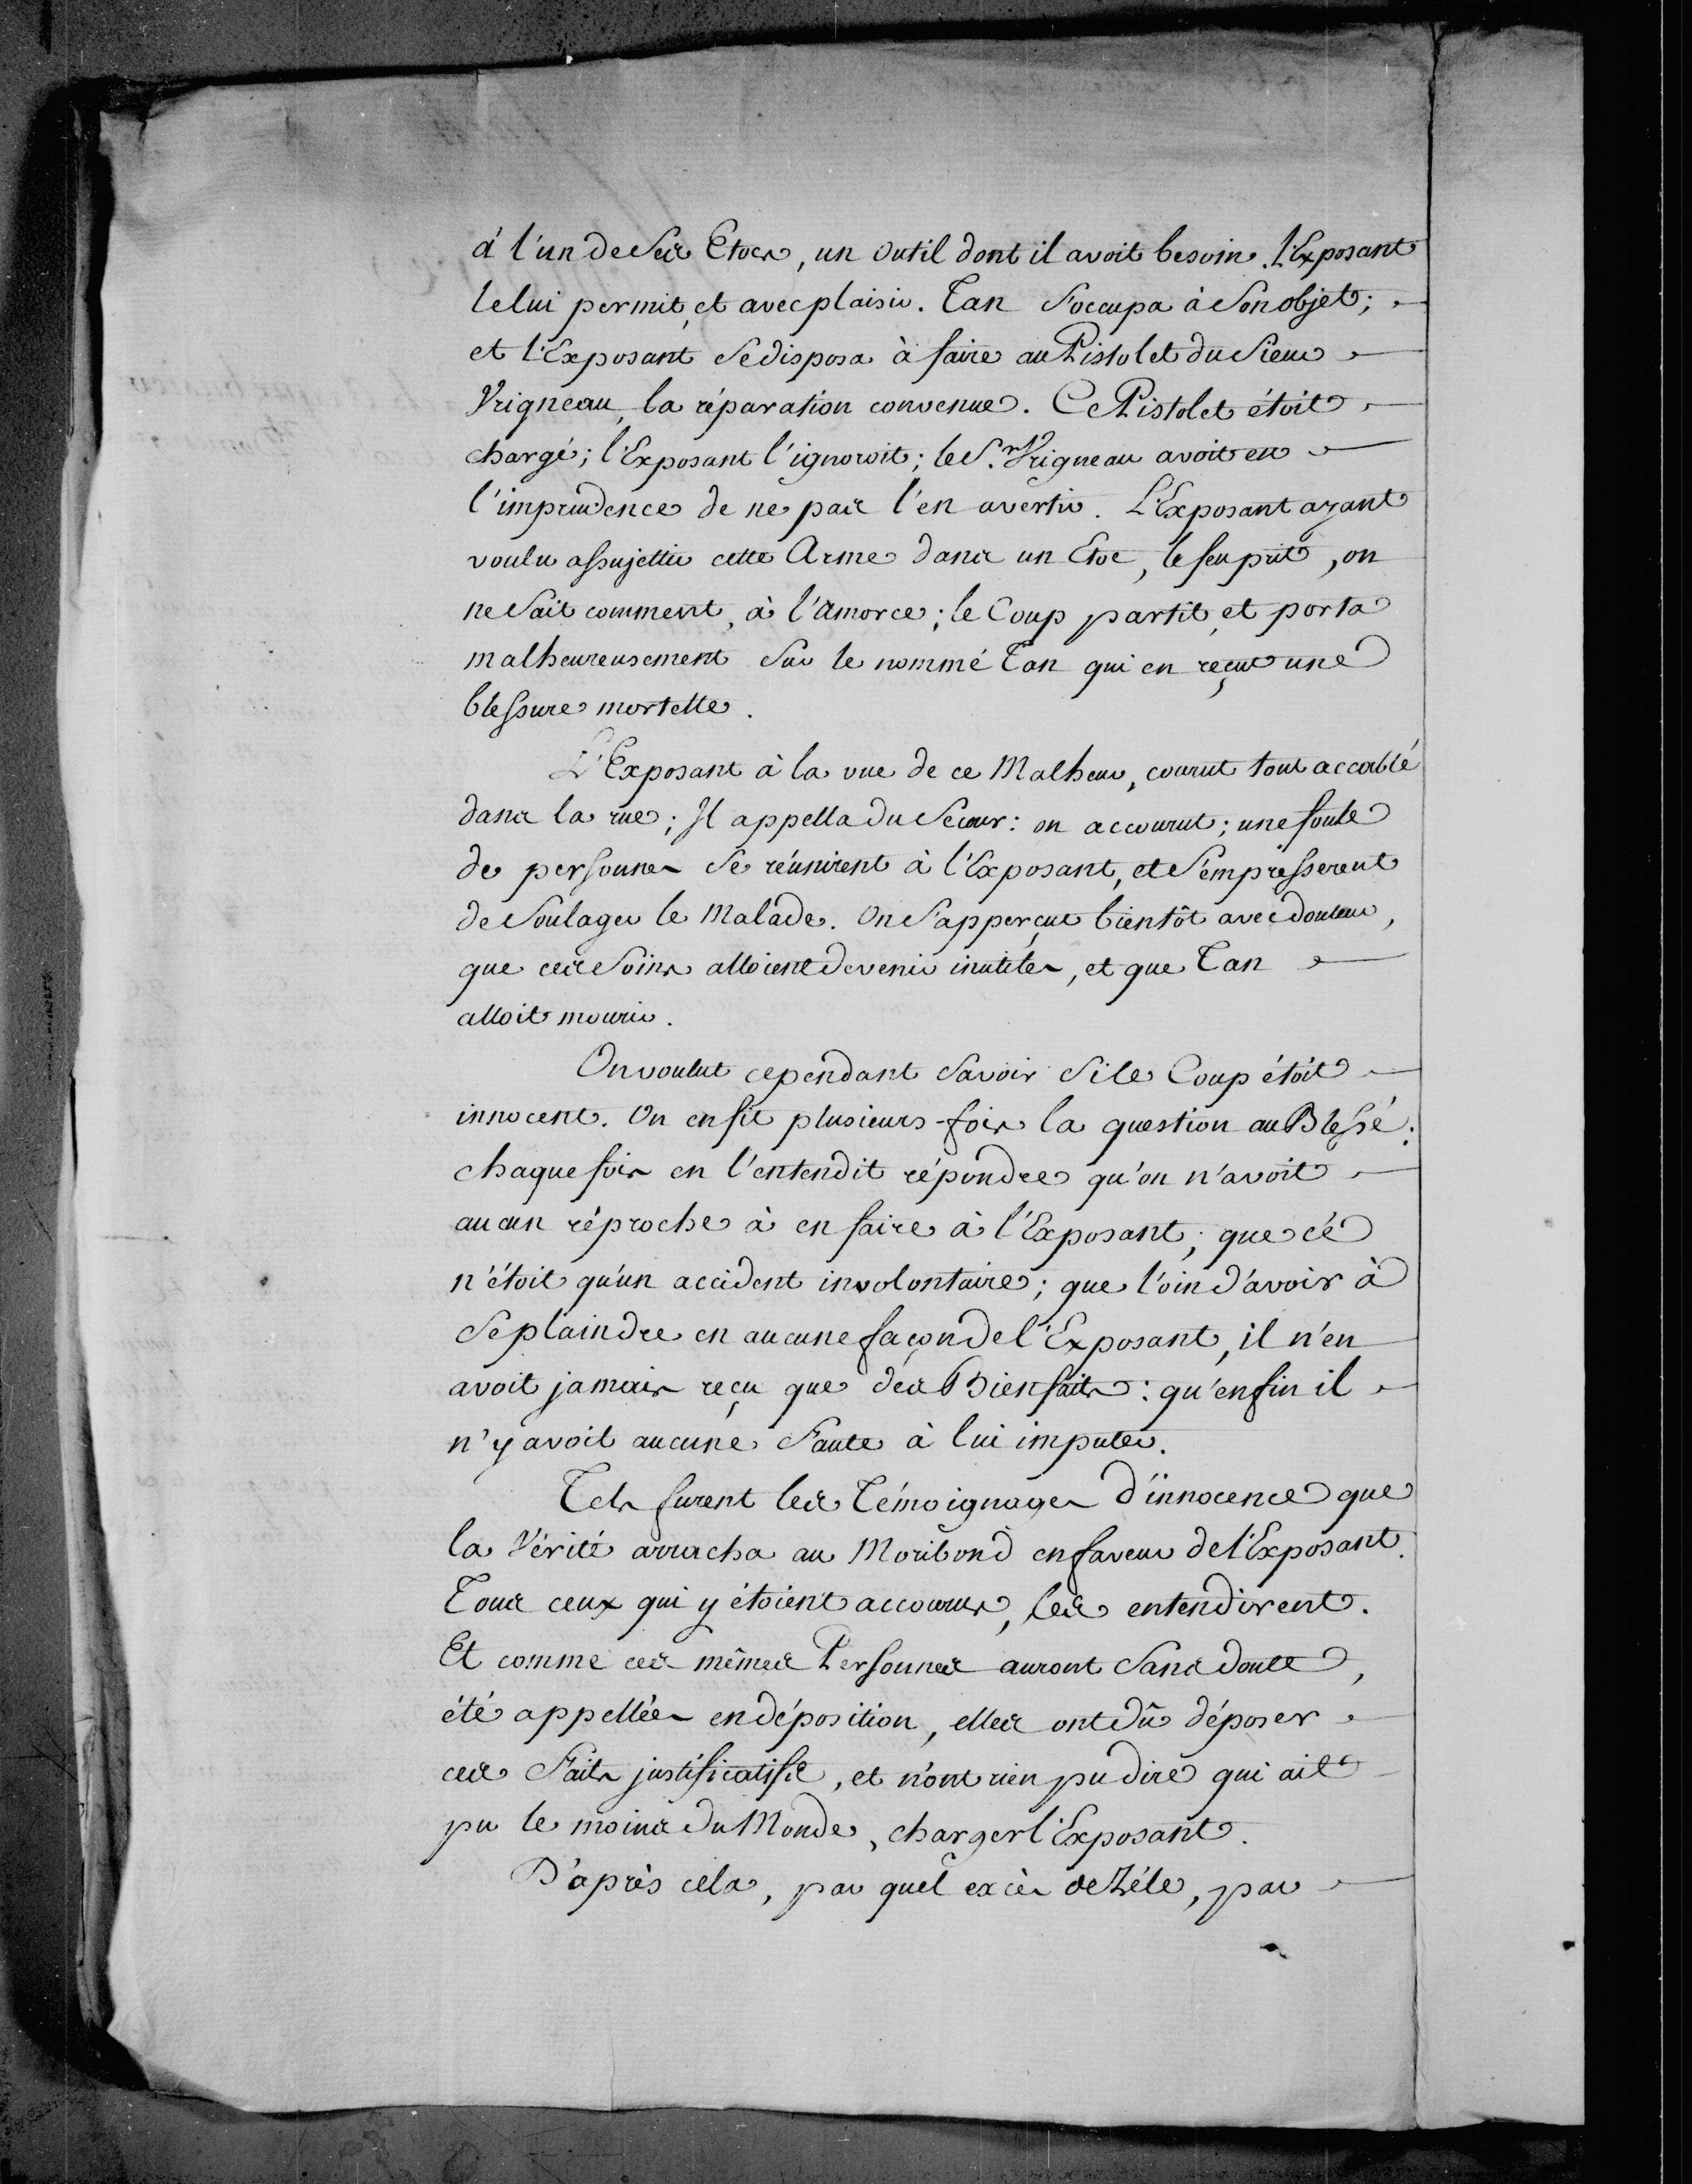 à l'un de ses Etocs, un outil dont il avoit besoin. L'Exposant
le lui permit, et avec plaisir. Tan s'occupa à son objet;
et l'Exposant se disposa à faire au Pistolet du Sieur
Vrigneau, la réparation convenue. Ce Pistolet étoit
chargé; l'Exposant l'ignoroit; le S.r Vrigneau avoit eu
l'imprudence de ne pas l'en avertir. L'Exposant ayant
voulu assujettir cette Arme dans un Etoc, le feu prit, on
ne sait comment, à l'amorce; le Coup partit, et porta
malheureusement sur le nommé Tan qui en reçut une
blessure mortelle.
L'Exposant à la vue de ce Malheur, courut tout accablé
dans la rue; Il appella du Secour: on accourut; une foule
de personnes se réunirent à l'Exposant, et s'empresserent
de soulager le Malade. On s'apperçut bientôt avec douleur,
que ces soins alloient devenir inutiles, et que Tan
alloit mourir.
On voulut cependant savoir si le Coup étoit
innocent. On en fit plusieurs-fois la question au Blessé:
chaque fois on l'entendit répondre qu'on n'avoit
aucun réproche à en faire à l'Exposant; que ce
n'étoit qu'un accident involontaire; que loin d'avoir à
se plaindre en aucune façon de l'Exposant, il n'en
avoit jamais reçu que des Bienfaits: qu'enfin il
n'y avoit aucune faute à lui imputer.
Tels furent les Témoignages d'innocence que
la Vérité arracha au Moribond en faveur de l'Exposant.
Tous ceux qui y étoient accourus, les entendirent.
Et comme ces mêmes Personnes auront sans doute,
été appellées en déposition, elles ont dû déposer
ces Faits justificatifs, et n'ont rien pu dire qui ait
pu le moins du Monde, charger l'Exposant.
D'après cela, par quel excès de Zéle, par